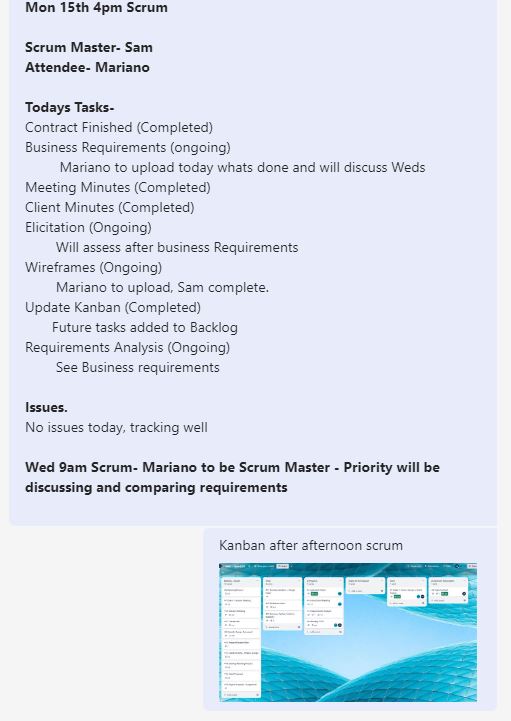 Mon 15th 4pm Scrum
Scrum Master- Sam
Attendee- Mariano
Todays Tasks-
Contract Finished (Completed)
Business Requirements (ongoing)
Mariano to upload today whats done and will discuss Weds
Meeting Minutes (Completed)
Client Minutes (Completed)
Elicitation (Ongoing)
Will assess after business Requirements
Wireframes (Ongoing)
Mariano to upload, Sam complete.
Update Kanban (Completed)
Future tasks added to Backlog
Requirements Analysis (Ongoing)
See Business requirements
Issues.
No issues today, tracking well
Wed 9am Scrum- Mariano to be Scrum Master - Priority will be
discussing and comparing requirements
Kanban after afternoon scrum